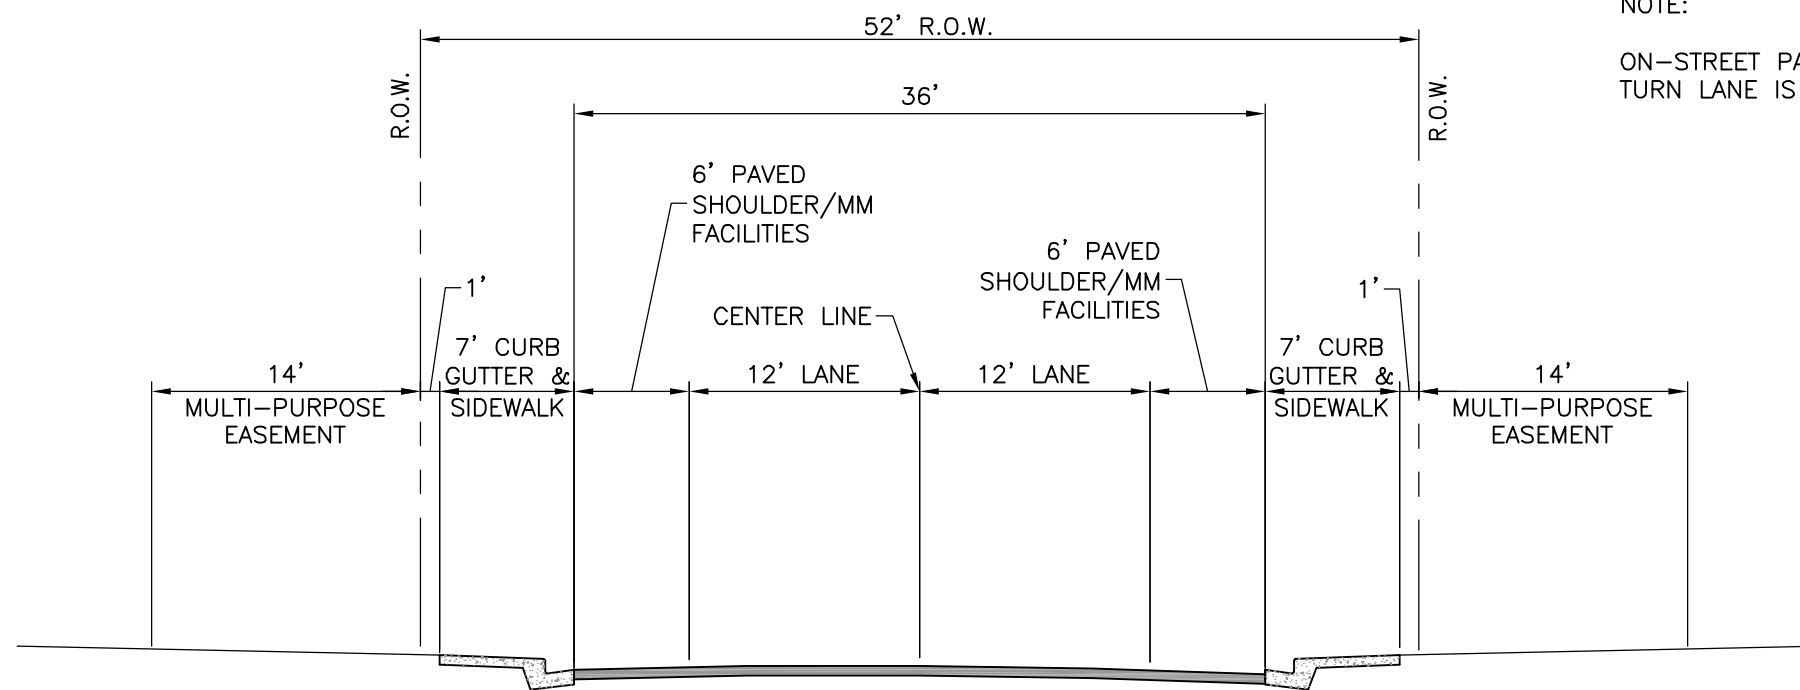 NOTE:
52' R.O.W.
ON-STREET
TURN LANE IS
R.O.W.
R.O.W.
36'
6' PAVED
SHOULDER/MM
FACILITIES
6' PAVED
SHOULDER/MM
FACILITIES
1'
1'
CENTER LINE
7' CURB
GUTTER &
SIDEWALK
7' CURB
GUTTER &
SIDEWALK
14'
MULTI-PURPOSE
EASEMENT
12' LANE
12' LANE
14'
MULTI-PURPOSE
EASEMENT